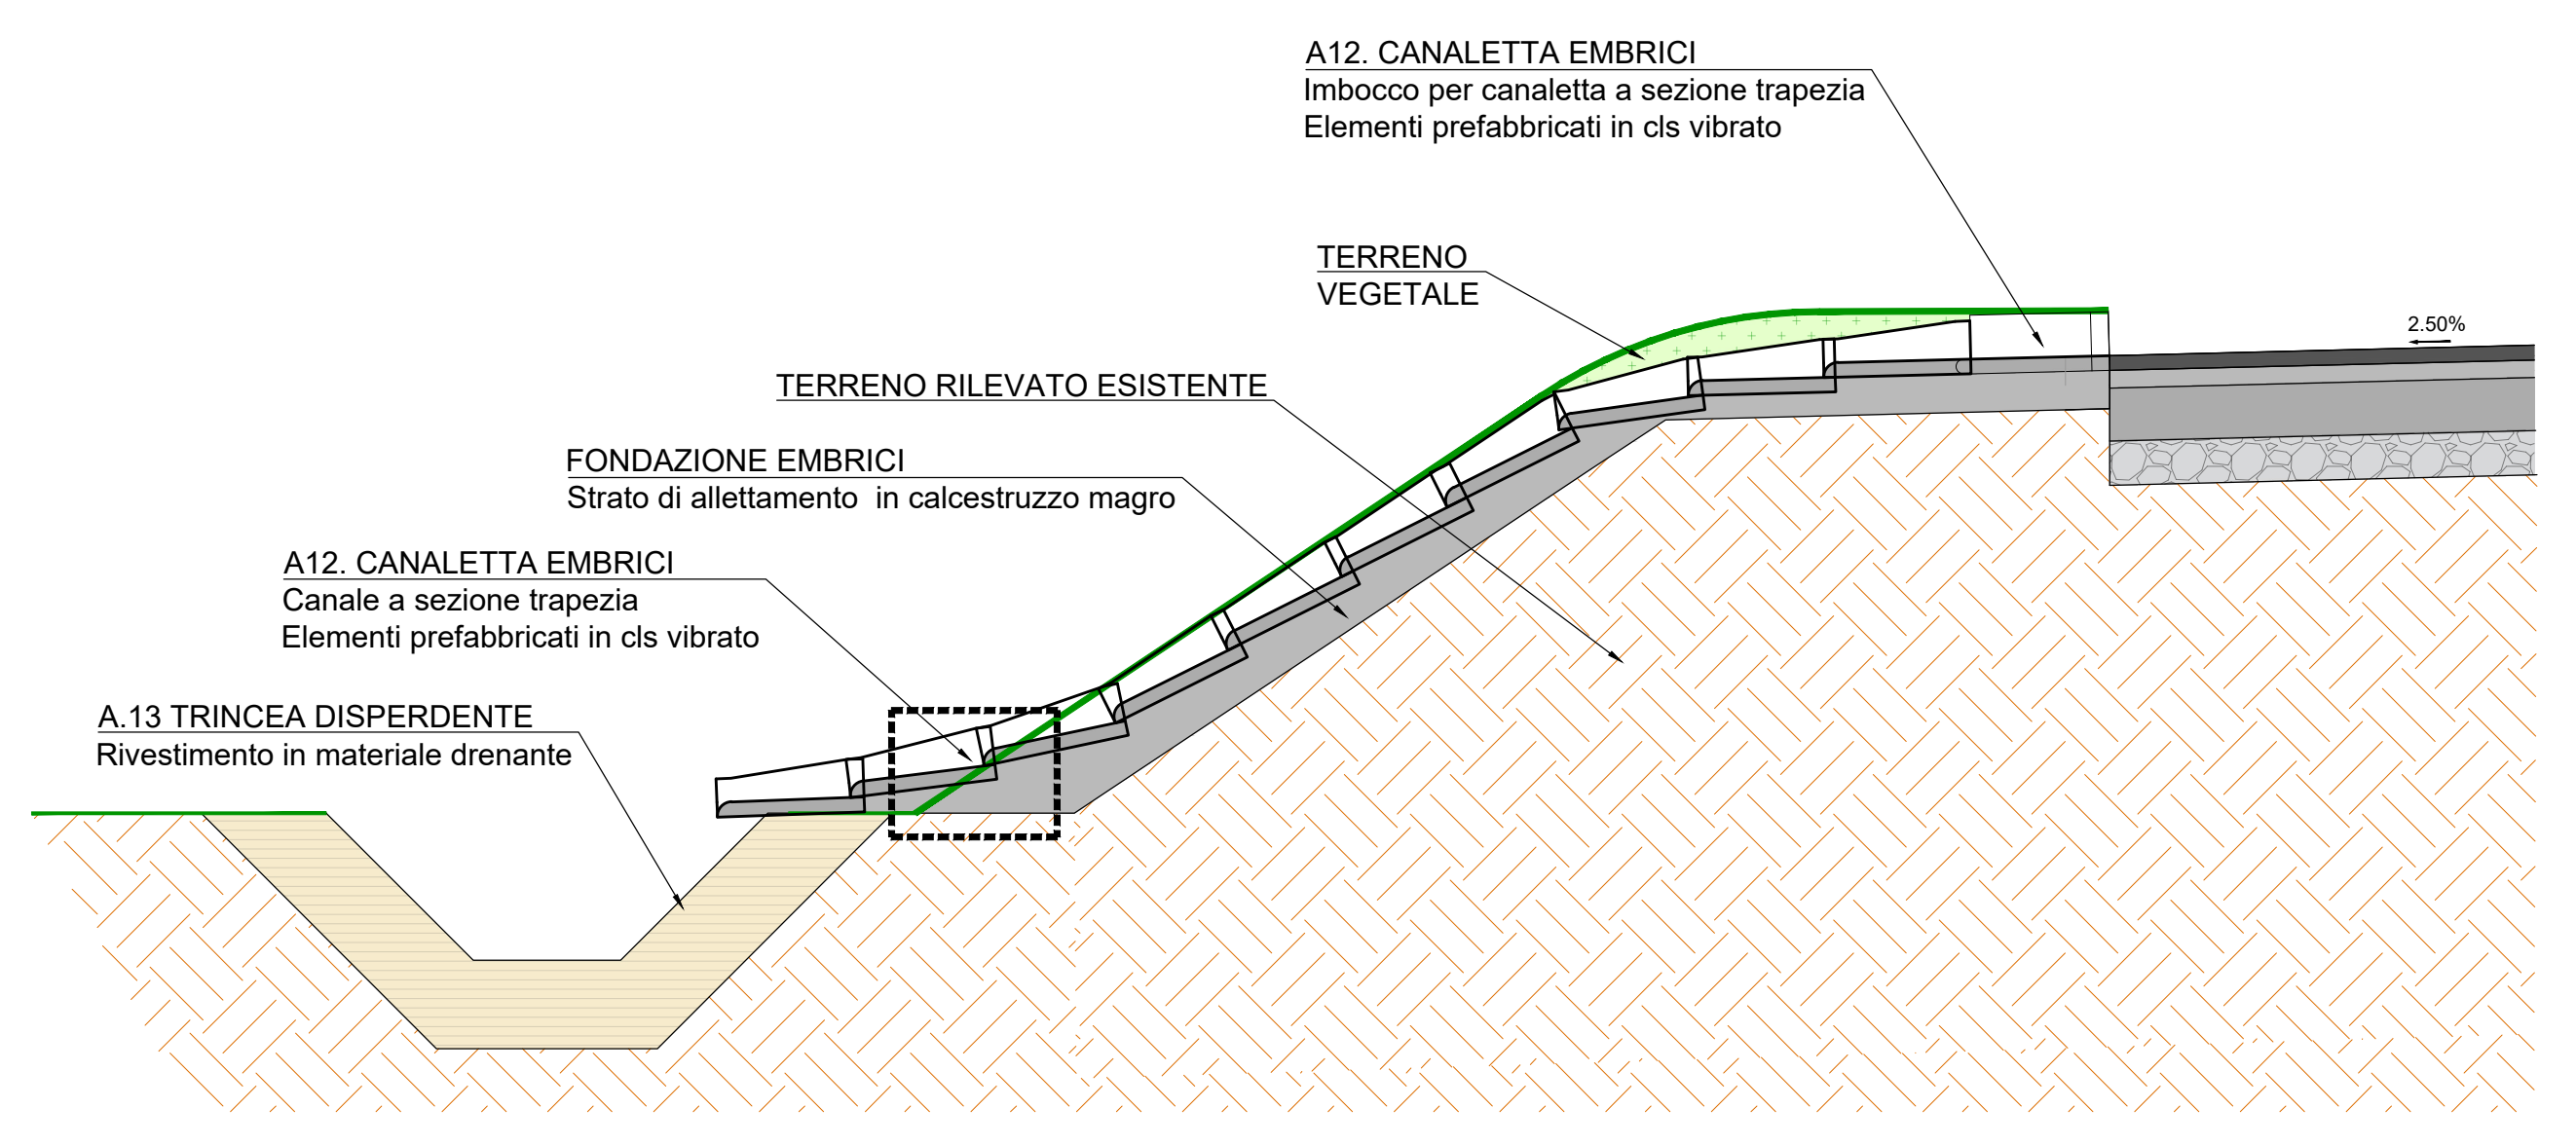 A12. CANALETTA EMBRICI
Imbocco per canaletta a sezione trapezia
Elementi prefabbricati in cls vibrato
TERRENO
VEGETALE
2.50%
TERRENO RILEVATO ESISTENTE
FONDAZIONE EMBRICI
Strato di allettamento  in calcestruzzo magro
A12. CANALETTA EMBRICI
Canale a sezione trapezia
Elementi prefabbricati in cls vibrato
A.13 TRINCEA DISPERDENTE
Rivestimento in materiale drenante